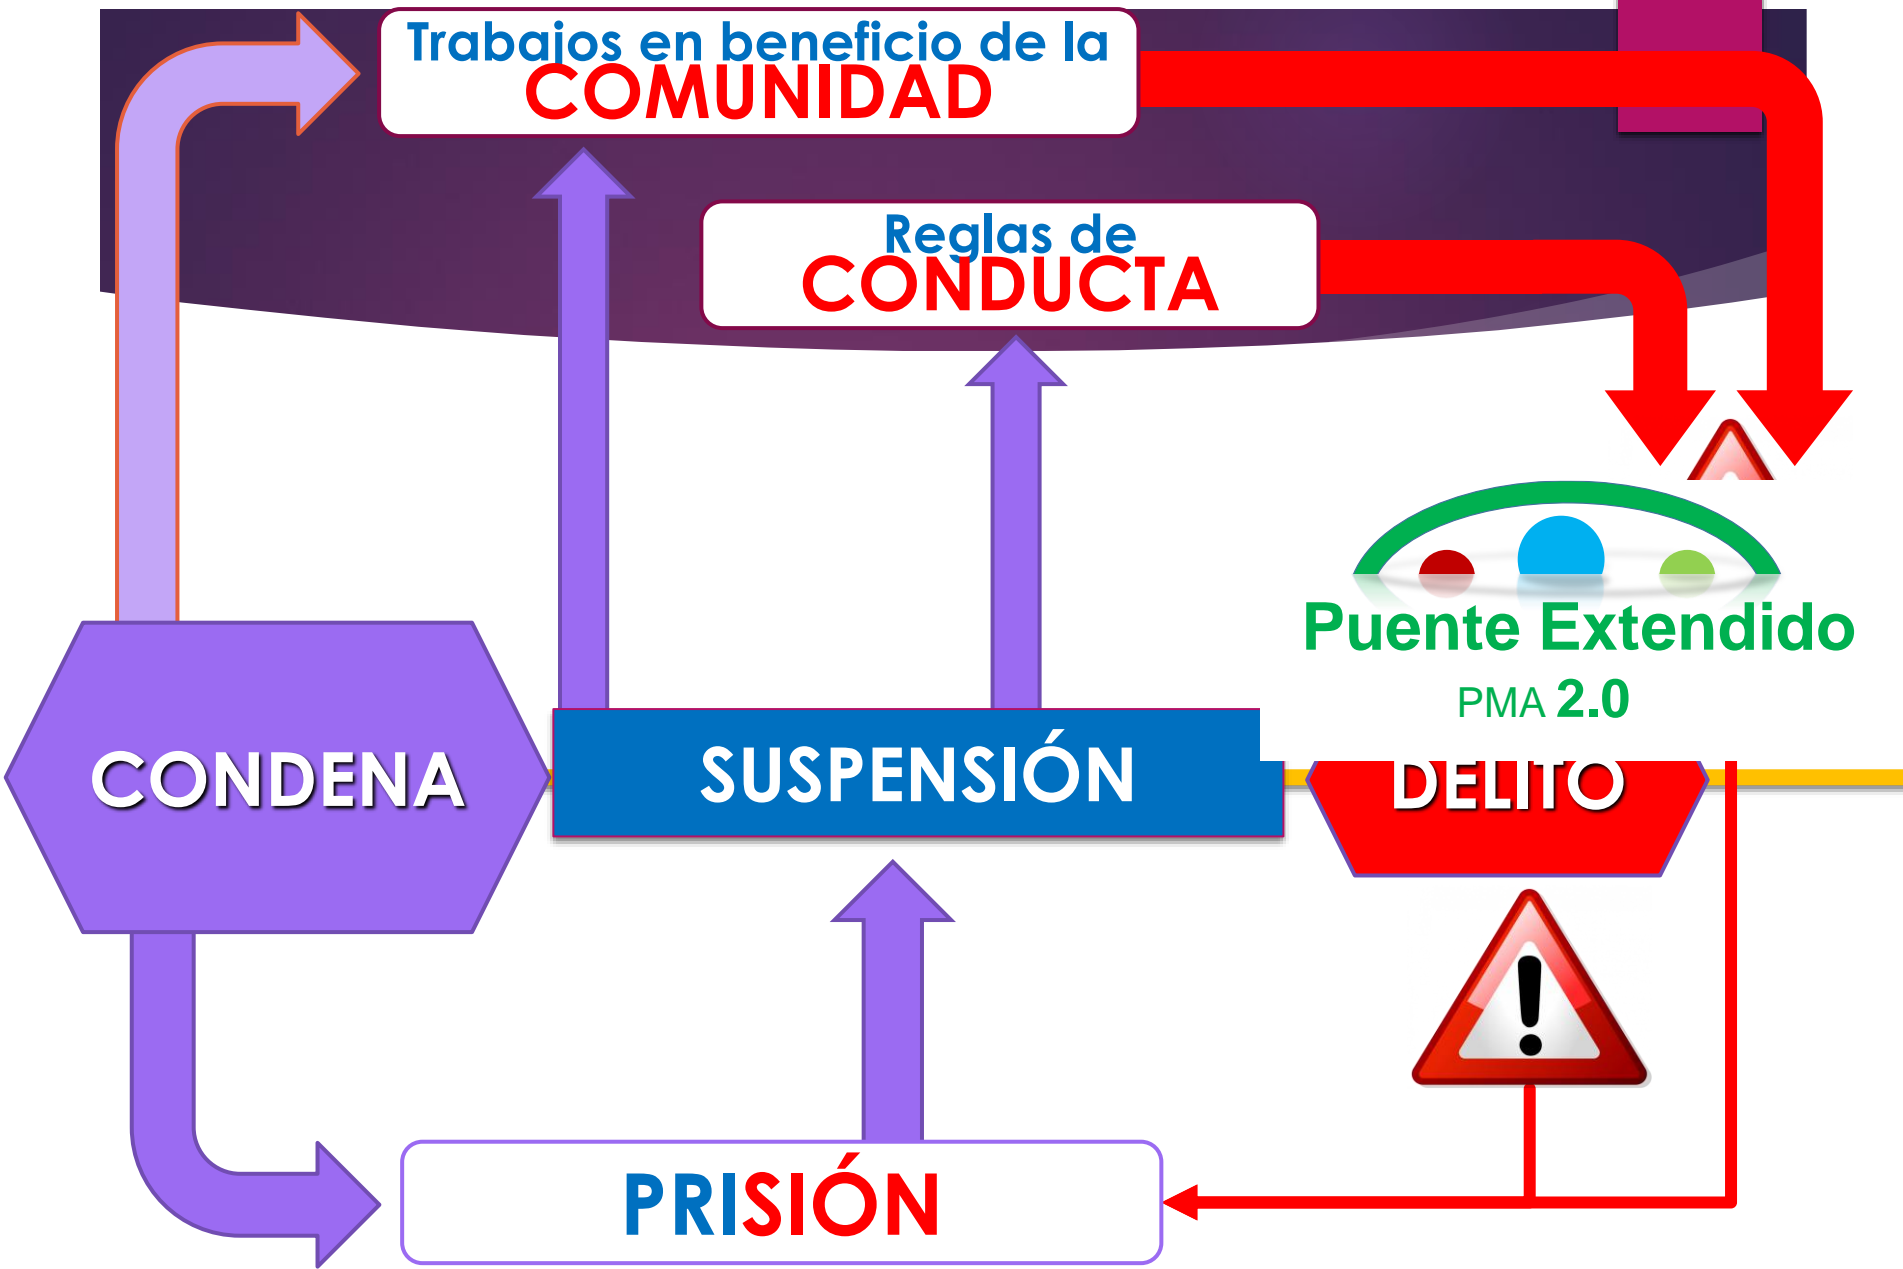 Trabajos en beneficio de la
COMUNIDAD
Reglas de
CONDUCTA
Puente Extendido
PMA 2.0
CONDENA
SUSPENSIÓN
DELITO
PRISIÓN